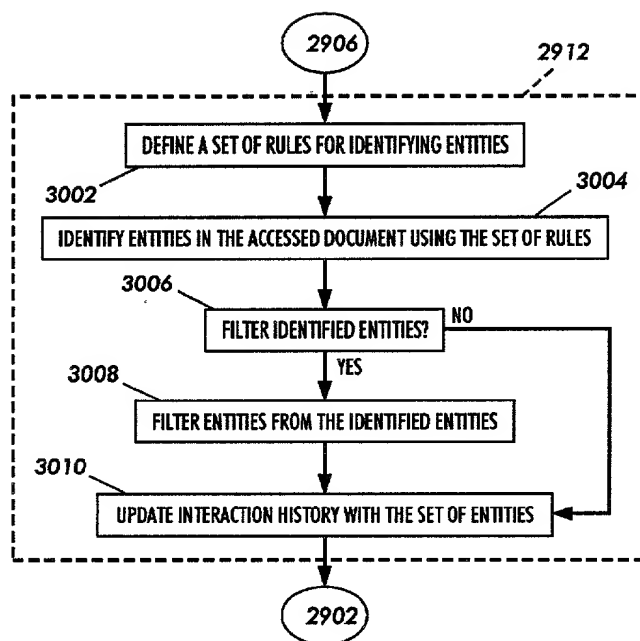 2906
2912
DEFINE A SET OF RULES FOR IDENTIFYING ENTITIES
3002
3004
IDENTIFY ENTITIES IN THE ACCESSED DOCUMENT USING THE SET OF RULES
3006
FILTER IDENTIFIED ENTITIES?
NO
YES
3008
FILTER ENTITIES FROM THE IDENTIFIED ENTITIES
3010
UPDATE INTERACTION HISTORY WITH THE SET OF ENTITIES
2902